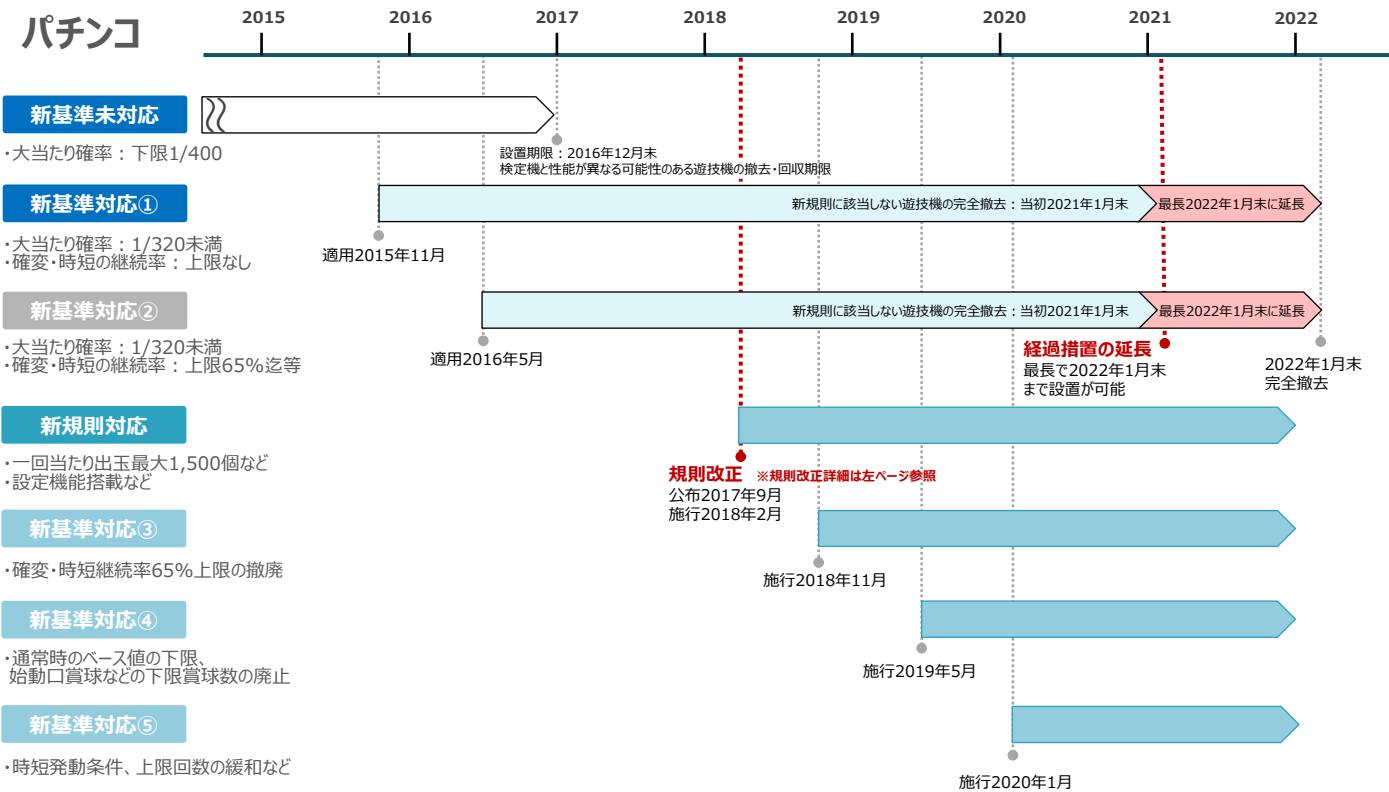 パチンコ
2015
2016
2017
2018
2019
2020
2021
2022
新基準未対応
・大当たり確率：下限1/400
設置期限：2016年12月末
検定機と性能が異なる可能性のある遊技機の撤去・回収期限
新基準対応①
新規則に該当しない遊技機の完全撤去：当初2021年1月末
最長2022年1月末に延長
・大当たり確率：1/320未満
・確変・時短の継続率：上限なし
適用2015年11月
新基準対応②
新規則に該当しない遊技機の完全撤去：当初2021年1月末
最長2022年1月末に延長
・大当たり確率：1/320未満
・確変・時短の継続率：上限65%迄等
適用2016年5月
経過措置の延長
最長で2022年1月末
まで設置が可能
2022年1月末
完全撤去
新規則対応
・一回当たり出玉最大1,500個など
・設定機能搭載など
規則改正 ※規則改正詳細は左ページ参照
公布2017年9月
施行2018年2月
新基準対応③
・確変・時短継続率65%上限の撤廃
施行2018年11月
新基準対応④
・通常時のベース値の下限、
始動口賞球などの下限賞球数の廃止
施行2019年5月
新基準対応⑤
・時短発動条件、上限回数の緩和など
施行2020年1月